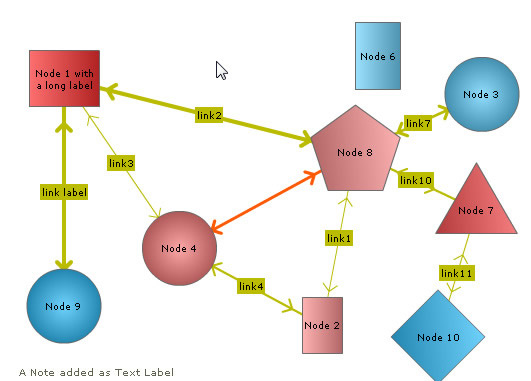 Node 6
Node 1 with
a long label
Node 3
link2
link7
Node 8
link3
link10
link label
Node 7
Node 4
link1
link11
link4
Node 9
Node 2
Node 10
A Note added as Text Label